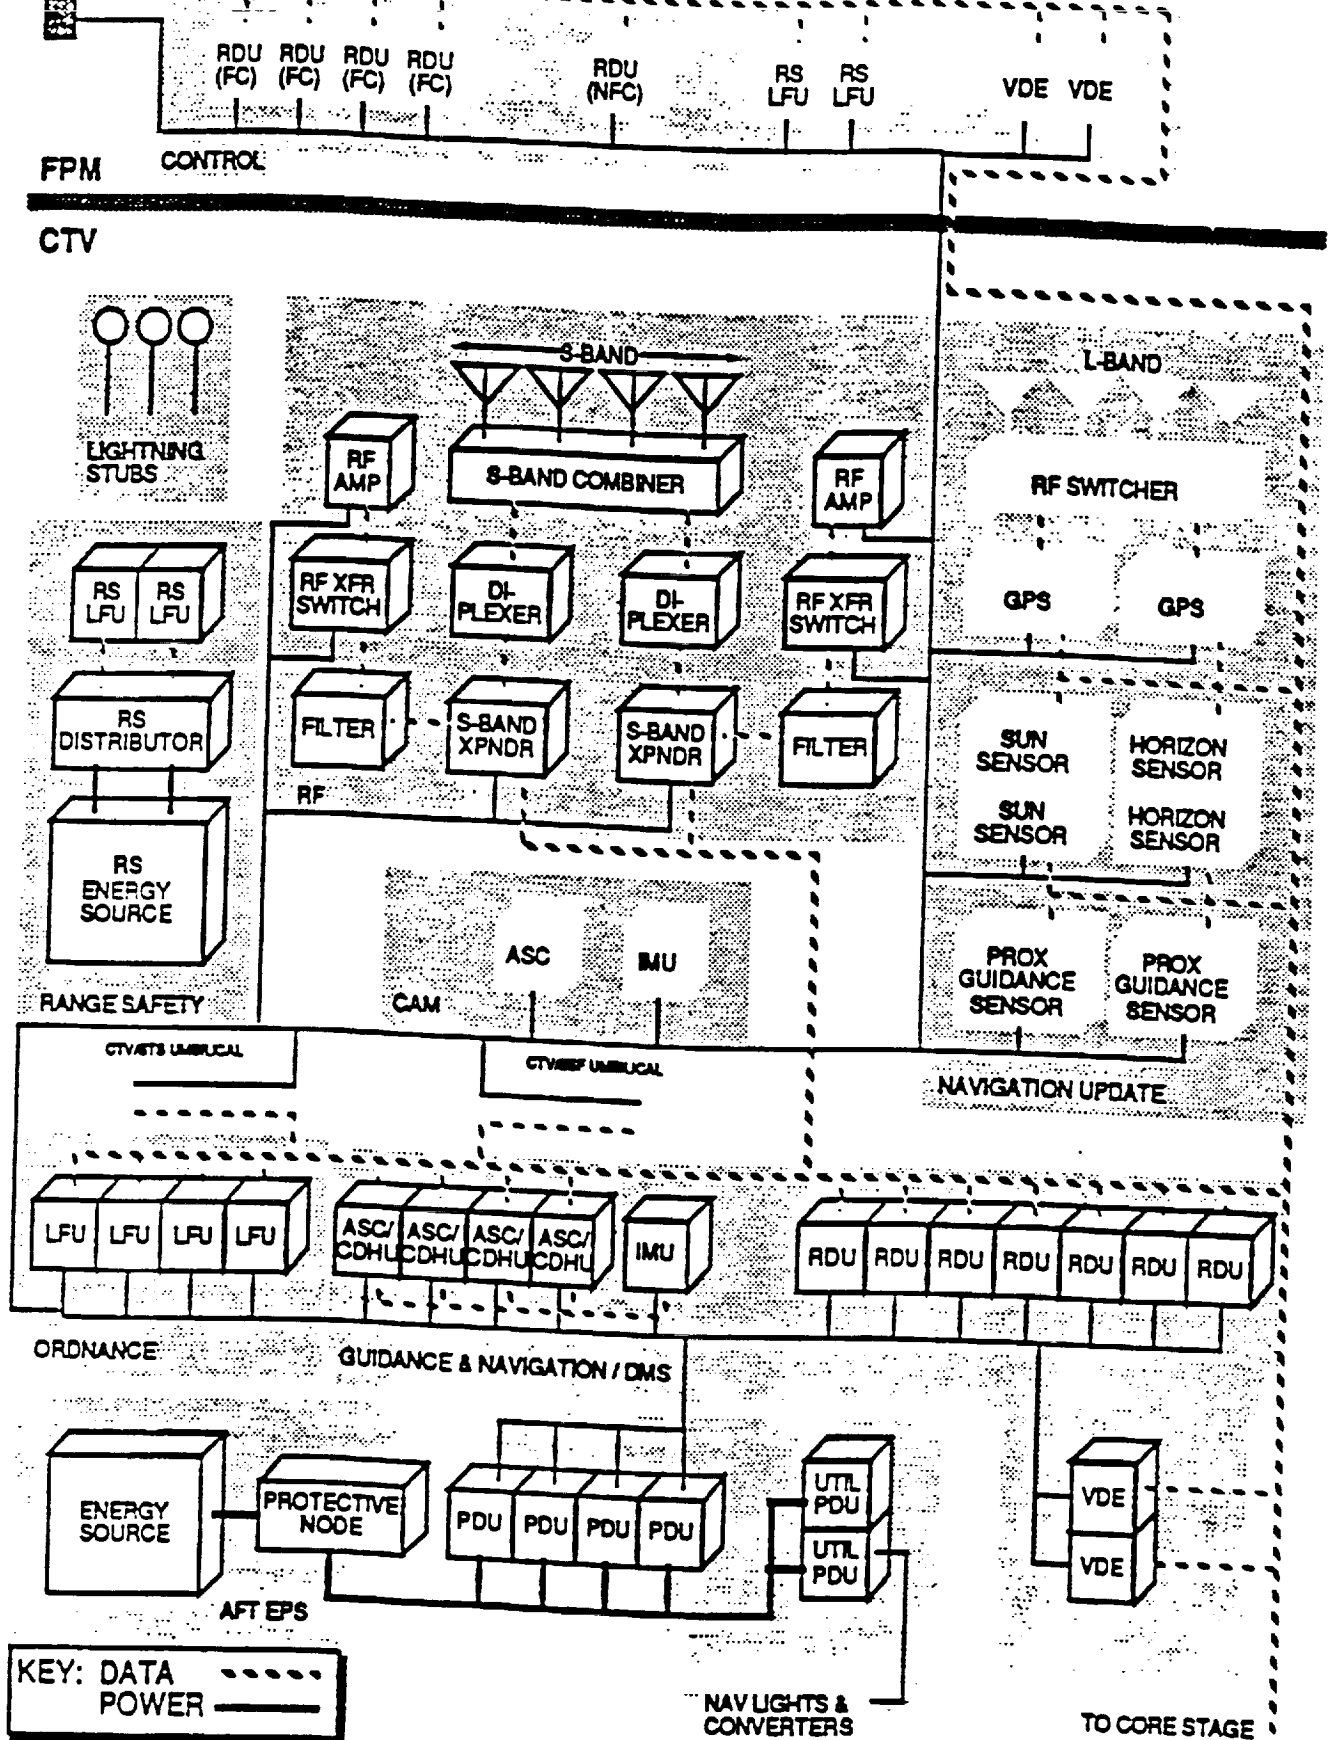 RDU RDU RDU RDU
(FC) (FC) (FC) (FC)
RDU
(NFC)
RS RS
LFU LFU
VDE VDE
CONTROL
FPM
CTV
LIGHTNING
STUBS
S-BAND
RF
AMP
S-BAND COMBINER
RF
AMP
L-BAND
RF SWITCHER
RS RS
LFU LFU
RF XFR
SWITCH
DI-
PLEXER
DI-
PLEXER
RF XFR
SWITCH
GPS
GPS
RS
DISTRIBUTOR
FILTER
S-BAND
XPNDR
S-BAND
XPNDR
FILTER
RF
SUN
SENSOR
HORIZON
SENSOR
SUN
SENSOR
HORIZON
SENSOR
RS
ENERGY
SOURCE
RANGE SAFETY
ASC
IMU
CAM
PROX
GUIDANCE
SENSOR
PROX
GUIDANCE
SENSOR
NAVIGATION UPDATE
CTV/STS UMBILICAL
UMBILICAL
LFU LFU LFU LFU
ASC/ ASC/ ASC/ ASC/
CDHU CDHU CDHU CDHU
IMU
RDU RDU RDU RDU RDU RDU RDU
ORDNANCE
GUIDANCE & NAVIGATION / DMS
ENERGY
SOURCE
PROTECTIVE
NODE
PDU PDU PDU PDU
UTIL
PDU
UTIL
PDU
VDE
VDE
AFT EPS
KEY: DATA
POWER
NAV LIGHTS &
CONVERTERS
TO CORE STAGE